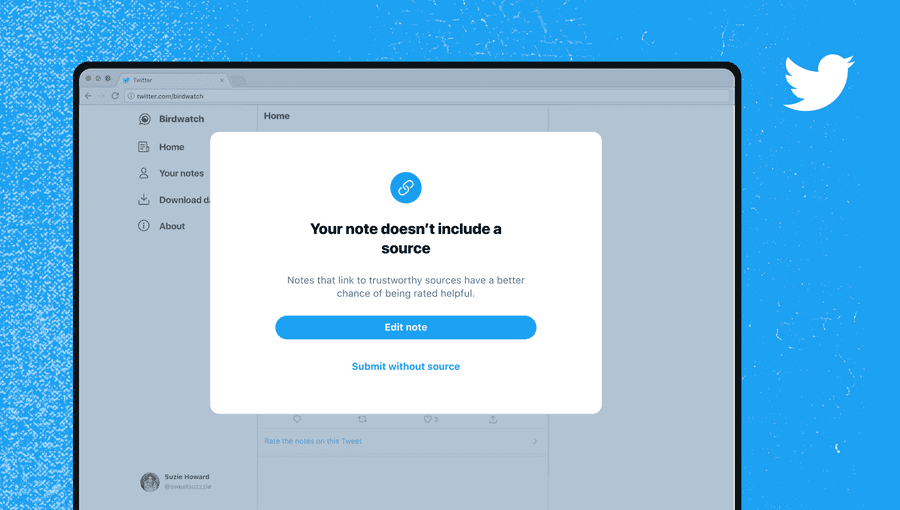 Twitter
twitter.com/birdwatch
Birdwatch
Home
Home
Your notes
Download
About
Your note doesn’t include a
source
Notes that link to trustworthy sources have a better
chance of being rated helpful.
Edit note
Submit without source
5
Rate the notes on this Tweet
Suzie Howard